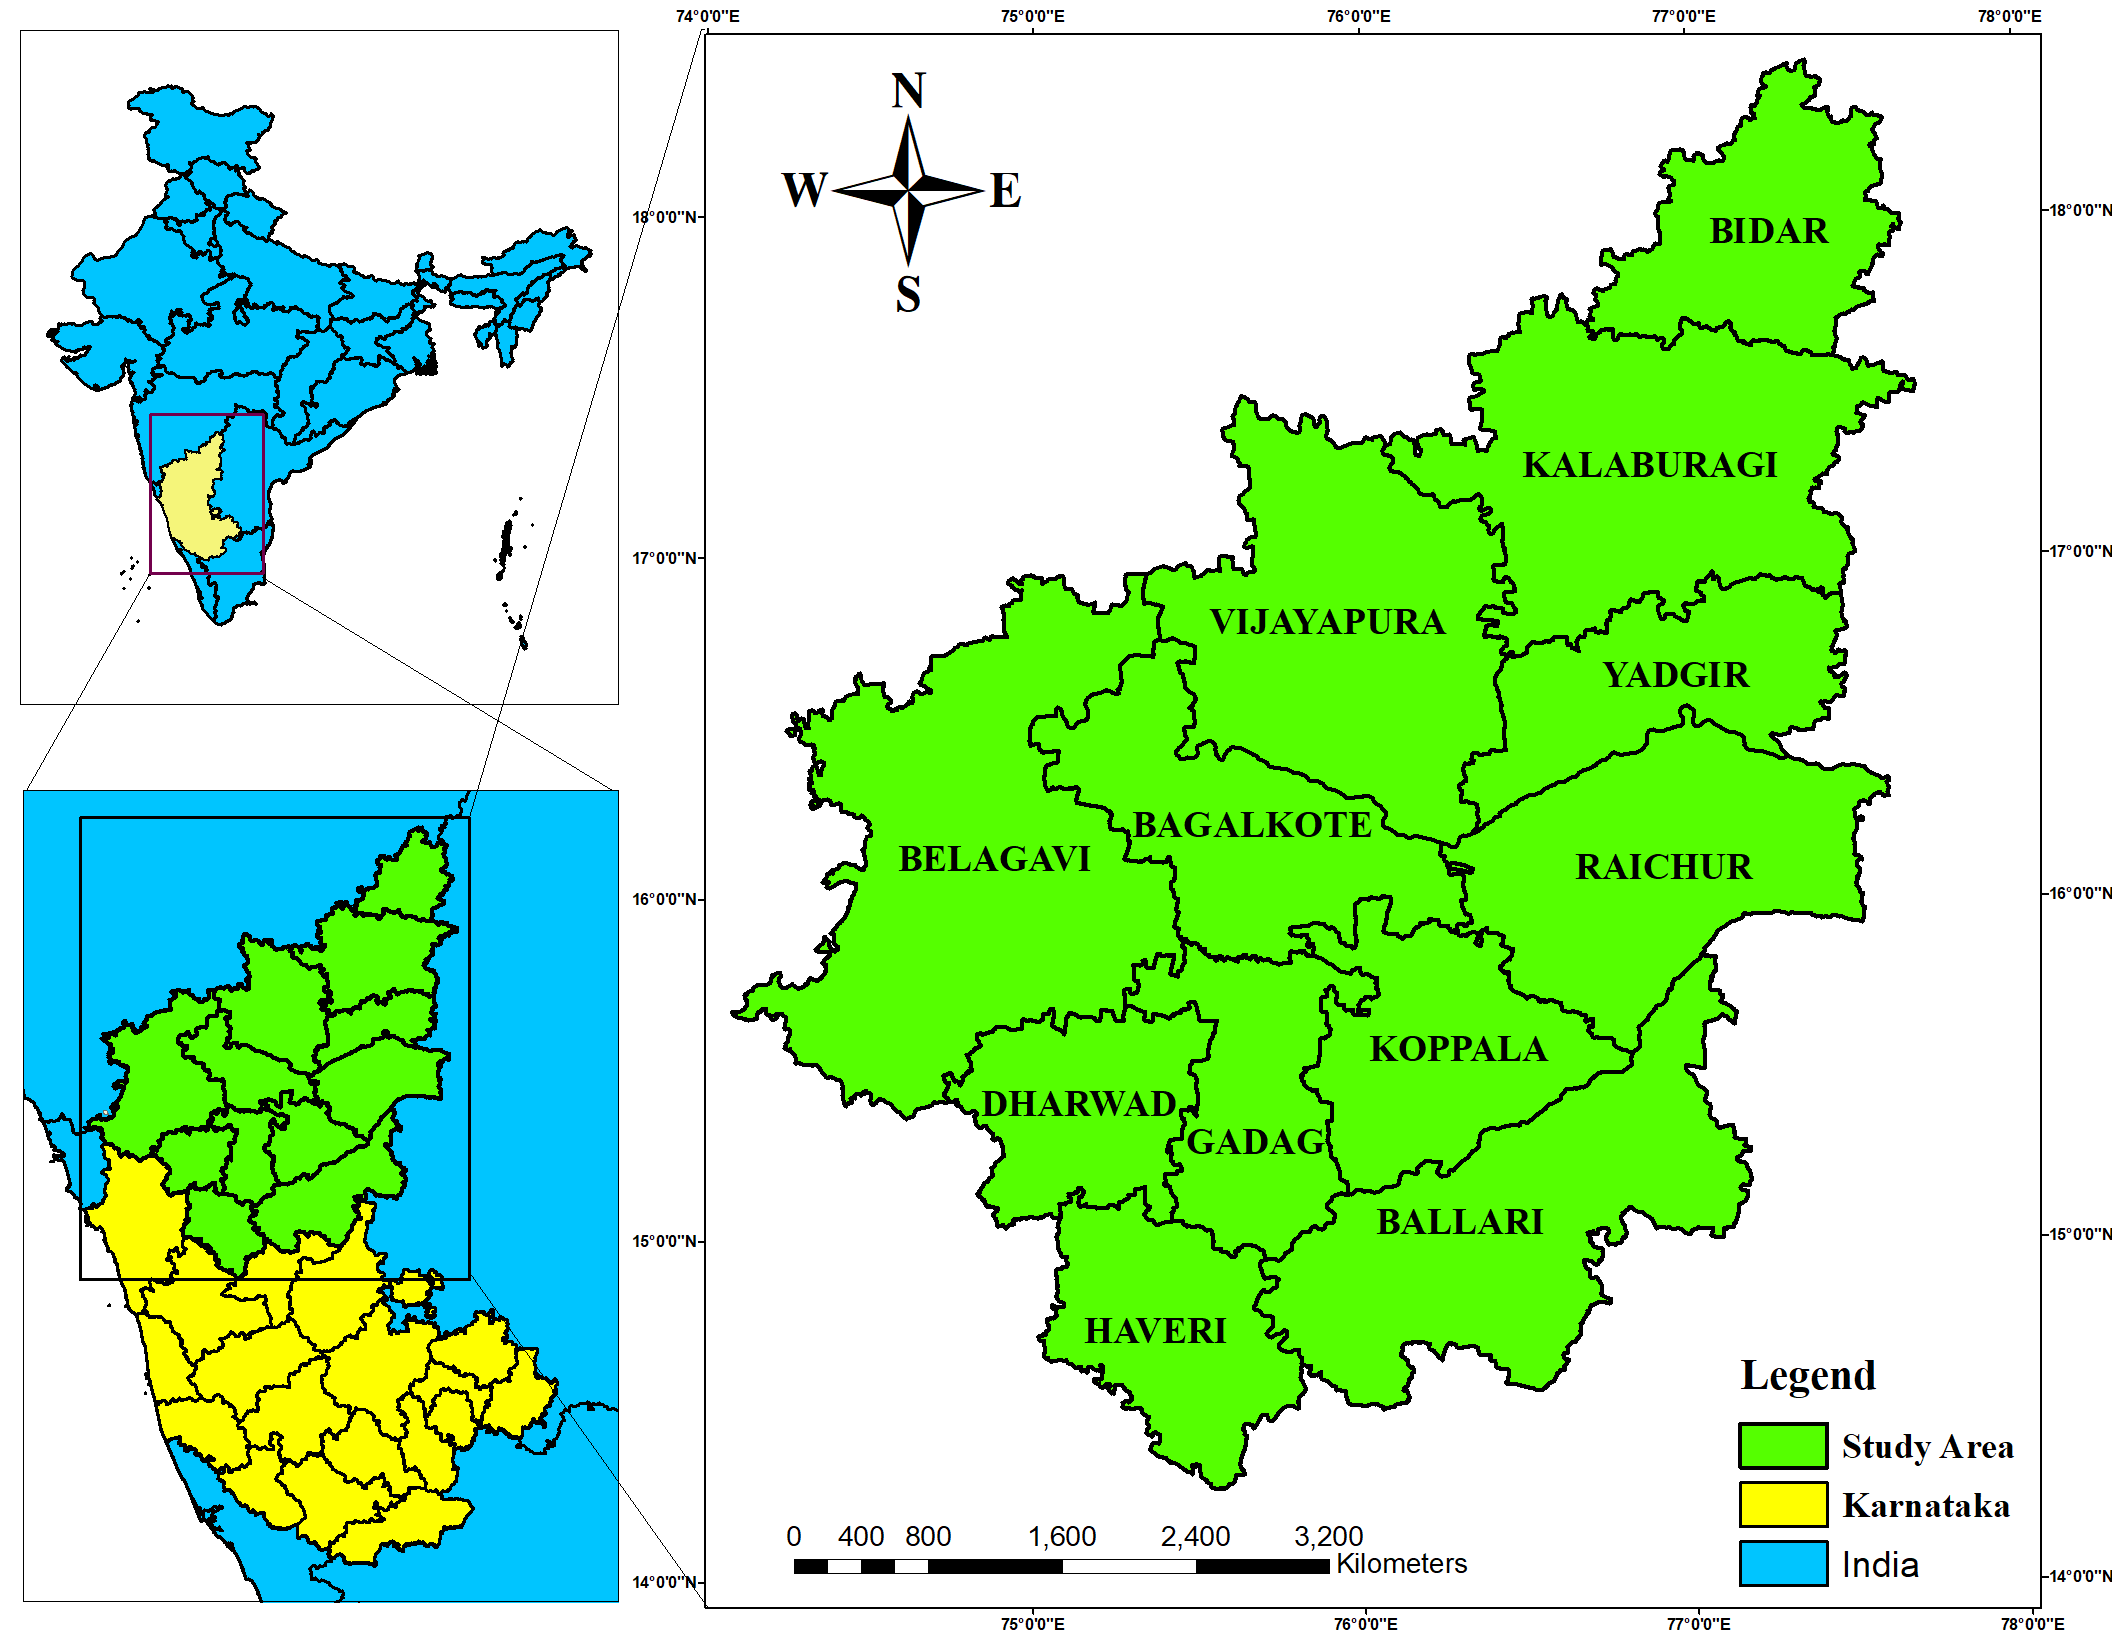 74°0'0"E 75°0'0"E 76°0'0"E 77°0'0"E 78°0'0"E
N
W E
S
18°0'0"N 18°0'0"N
BIDAR
KALABURAGI
17°0'0"N 17°0'0"N
VIJAYAPURA
YADGIR
BAGALKOTE
BELAGAVI
RAICHUR
16°0'0"N 16°0'0"N
KOPPALA
DHARWAD
GADAG
BALLARI
15°0'0"N 15°0'0"N
HAVERI
Legend
Study Area
Karnataka
India
0 400 800 1,600 2,400 3,200
Kilometers
14°0'0"N 14°0'0"N
75°0'0"E 76°0'0"E 77°0'0"E 78°0'0"E